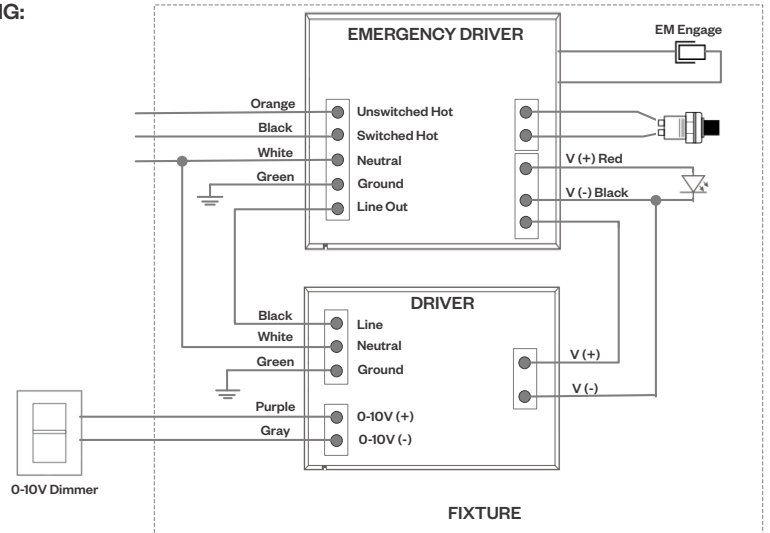 NG:
EMERGENCY DRIVER
EM Engage
Orange
Unswitched Hot
Black
Switched Hot
White
Neutral
V (+) Red
Green
Ground
V (-) Black
Line Out
DRIVER
Black
Line
White
Neutral
V (+)
Green
Ground
V (-)
Purple
0-10V (+)
Gray
0-10V (-)
0-10V Dimmer
FIXTURE